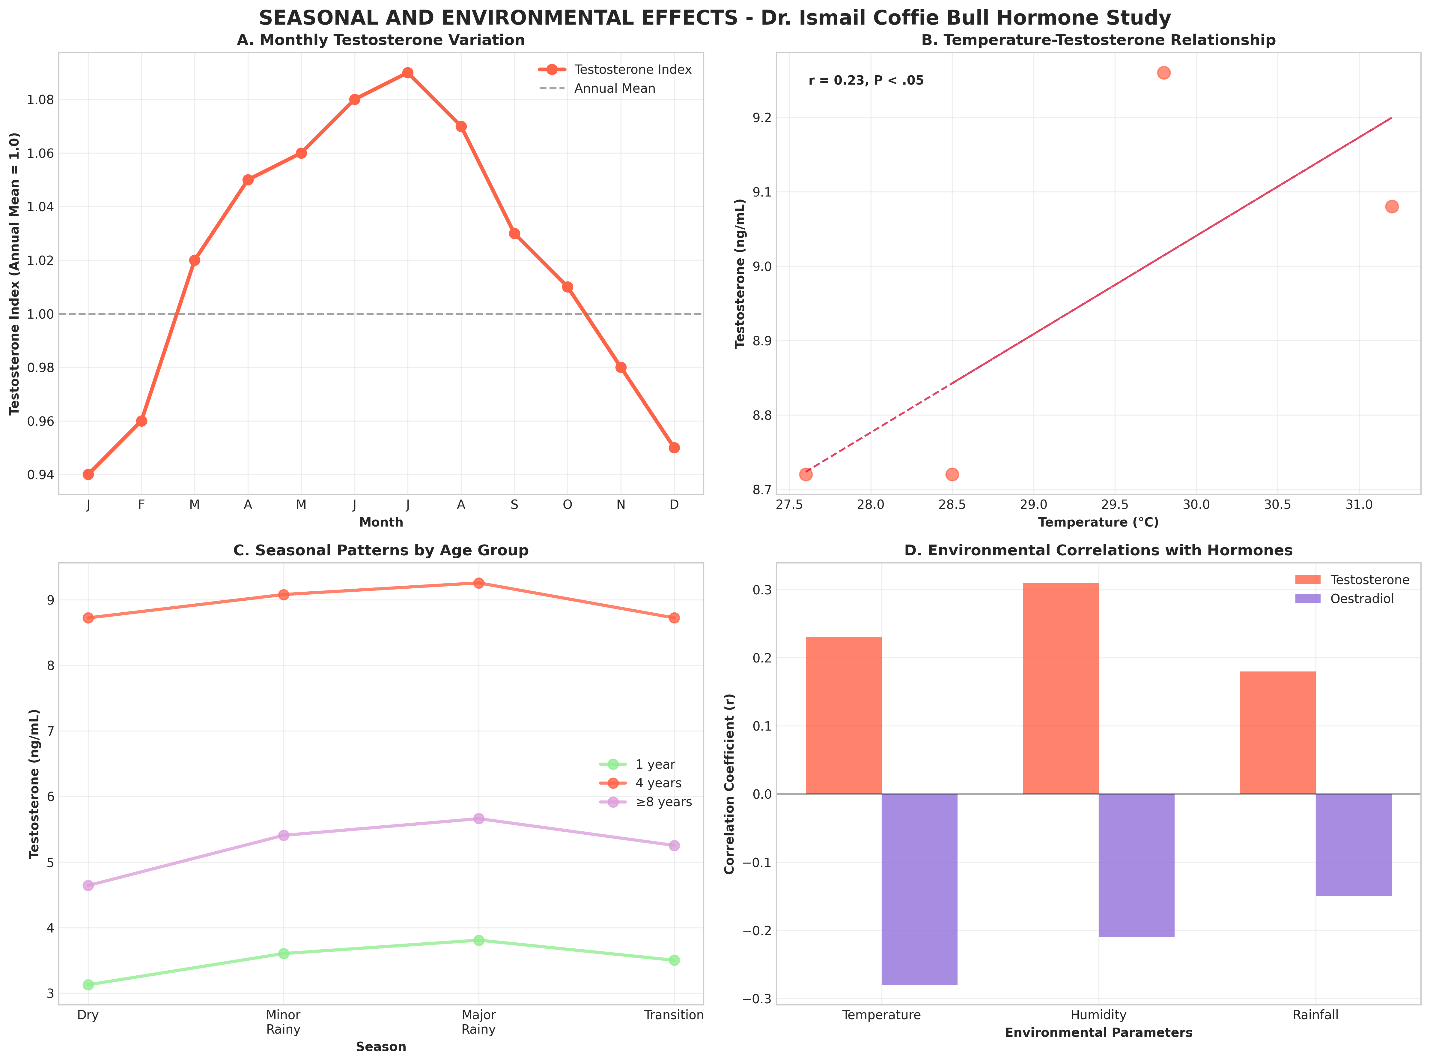 SEASONAL AND ENVIRONMENTAL EFFECTS - Dr. Ismail Coffie Bull Hormone Study
A. Monthly Testosterone Variation
Testosterone Index
Annual Mean
1.08
1.06
1.04
1.02
1.00
0.98
0.96
0.94
Testosterone Index (Annual Mean = 1.0)
J F M A M J J A S O N D
Month
B. Temperature-Testosterone Relationship
r = 0.23, P < .05
9.2
9.1
9.0
8.9
8.8
8.7
Testosterone (ng/mL)
27.5 28.0 28.5 29.0 29.5 30.0 30.5 31.0
Temperature (°C)
C. Seasonal Patterns by Age Group
9
8
7
6
5
4
3
Testosterone (ng/mL)
1 year
4 years
≥8 years
Dry Minor Major Transition
Rainy Rainy
Season
D. Environmental Correlations with Hormones
Testosterone
Oestradiol
0.3
0.2
0.1
0.0
−0.1
−0.2
−0.3
Correlation Coefficient (r)
Temperature Humidity Rainfall
Environmental Parameters